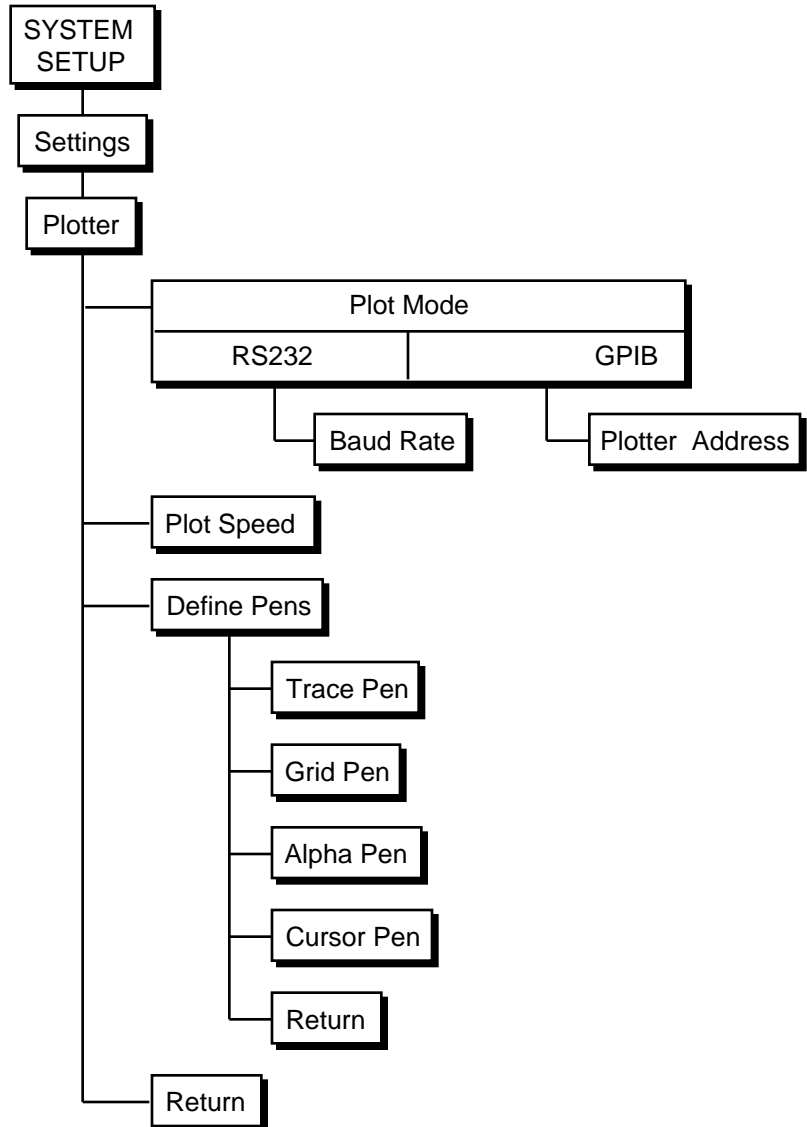 SYSTEM
SETUP
Settings
Plotter
Plot Mode
RS232 GPIB
Baud Rate Plotter Address
Plot Speed
Define Pens
Trace Pen
Grid Pen
Alpha Pen
Cursor Pen
Return
Return